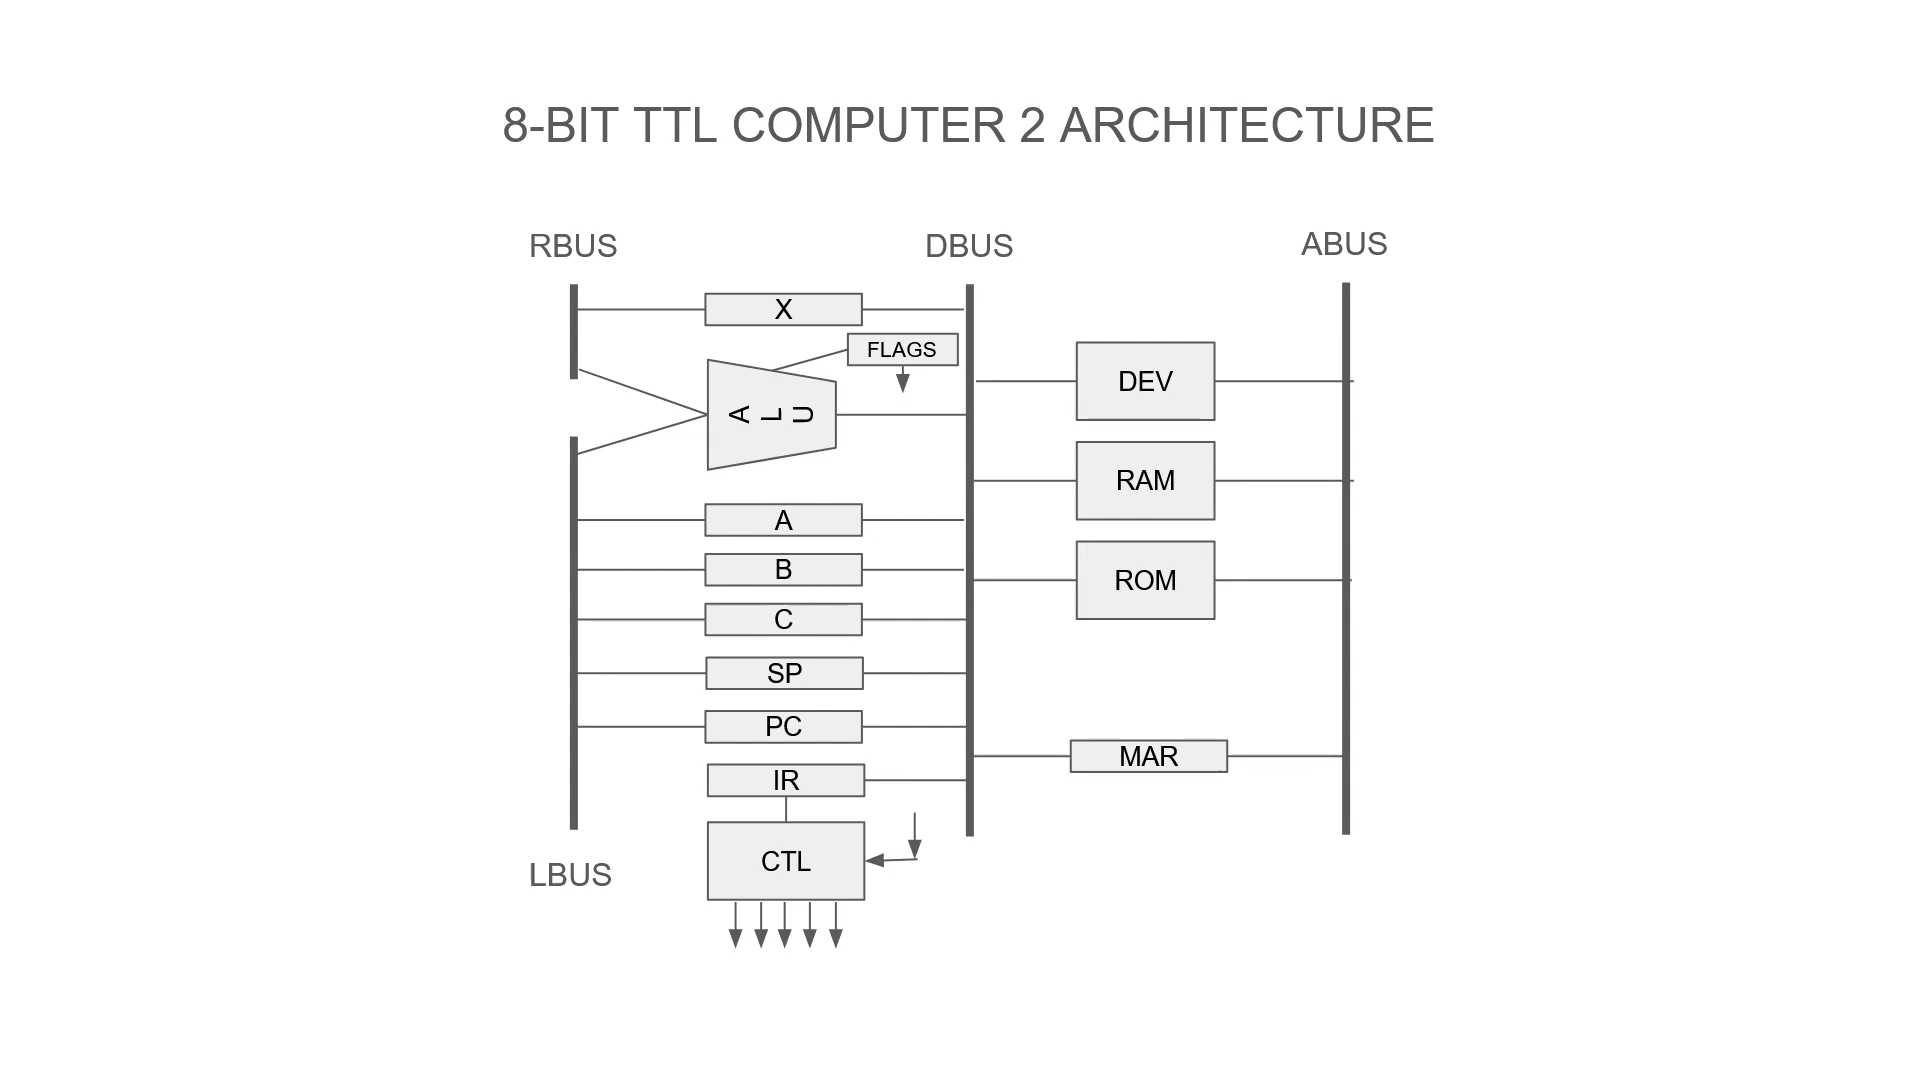 8-BIT TTL COMPUTER 2 ARCHITECTURE
RBUS
DBUS
ABUS
X
FLAGS
ALU
DEV
RAM
ROM
A
B
C
SP
PC
MAR
IR
CTL
LBUS